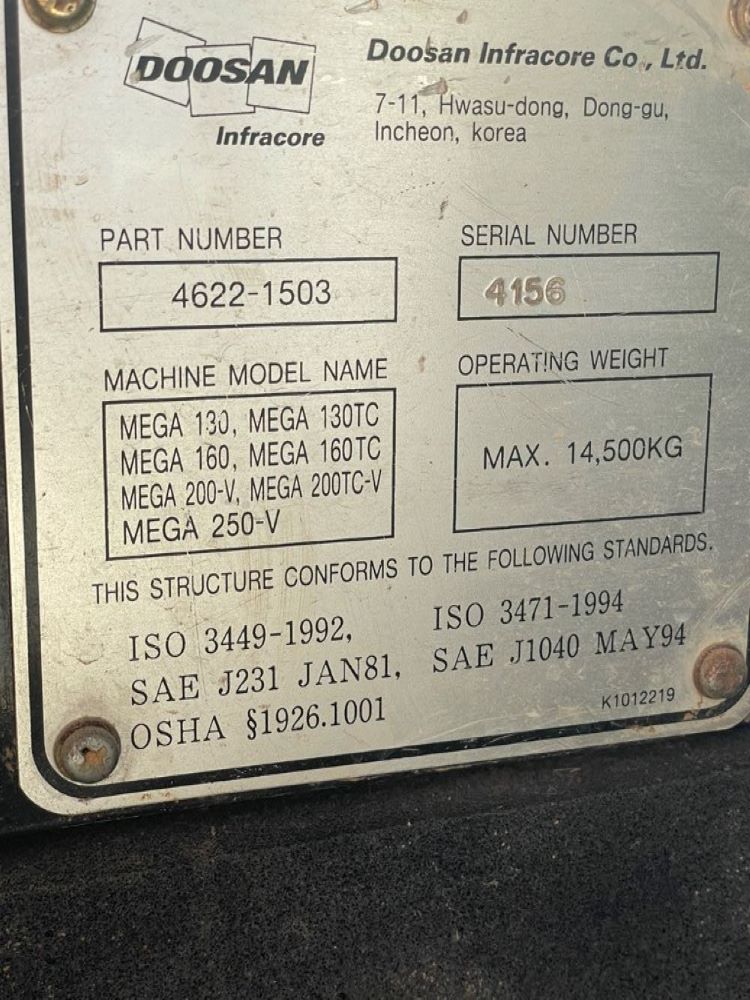 DOOSAN
Infracore
Doosan Infracore Co., Ltd.
7-11, Hwasu-dong, Dong-gu,
Incheon, korea
PART NUMBER
4622-1503
SERIAL NUMBER
4156
MACHINE MODEL NAME
MEGA 130, MEGA 130TC
MEGA 160, MEGA 160TC
MEGA 200-V, MEGA 200TC-V
MEGA 250-V
OPERATING WEIGHT
MAX. 14,500KG
THIS STRUCTURE CONFORMS TO THE FOLLOWING STANDARDS.
ISO 3449-1992, ISO 3471-1994
SAE J231 JAN81, SAE J1040 MAY94
OSHA §1926.1001
K1012219